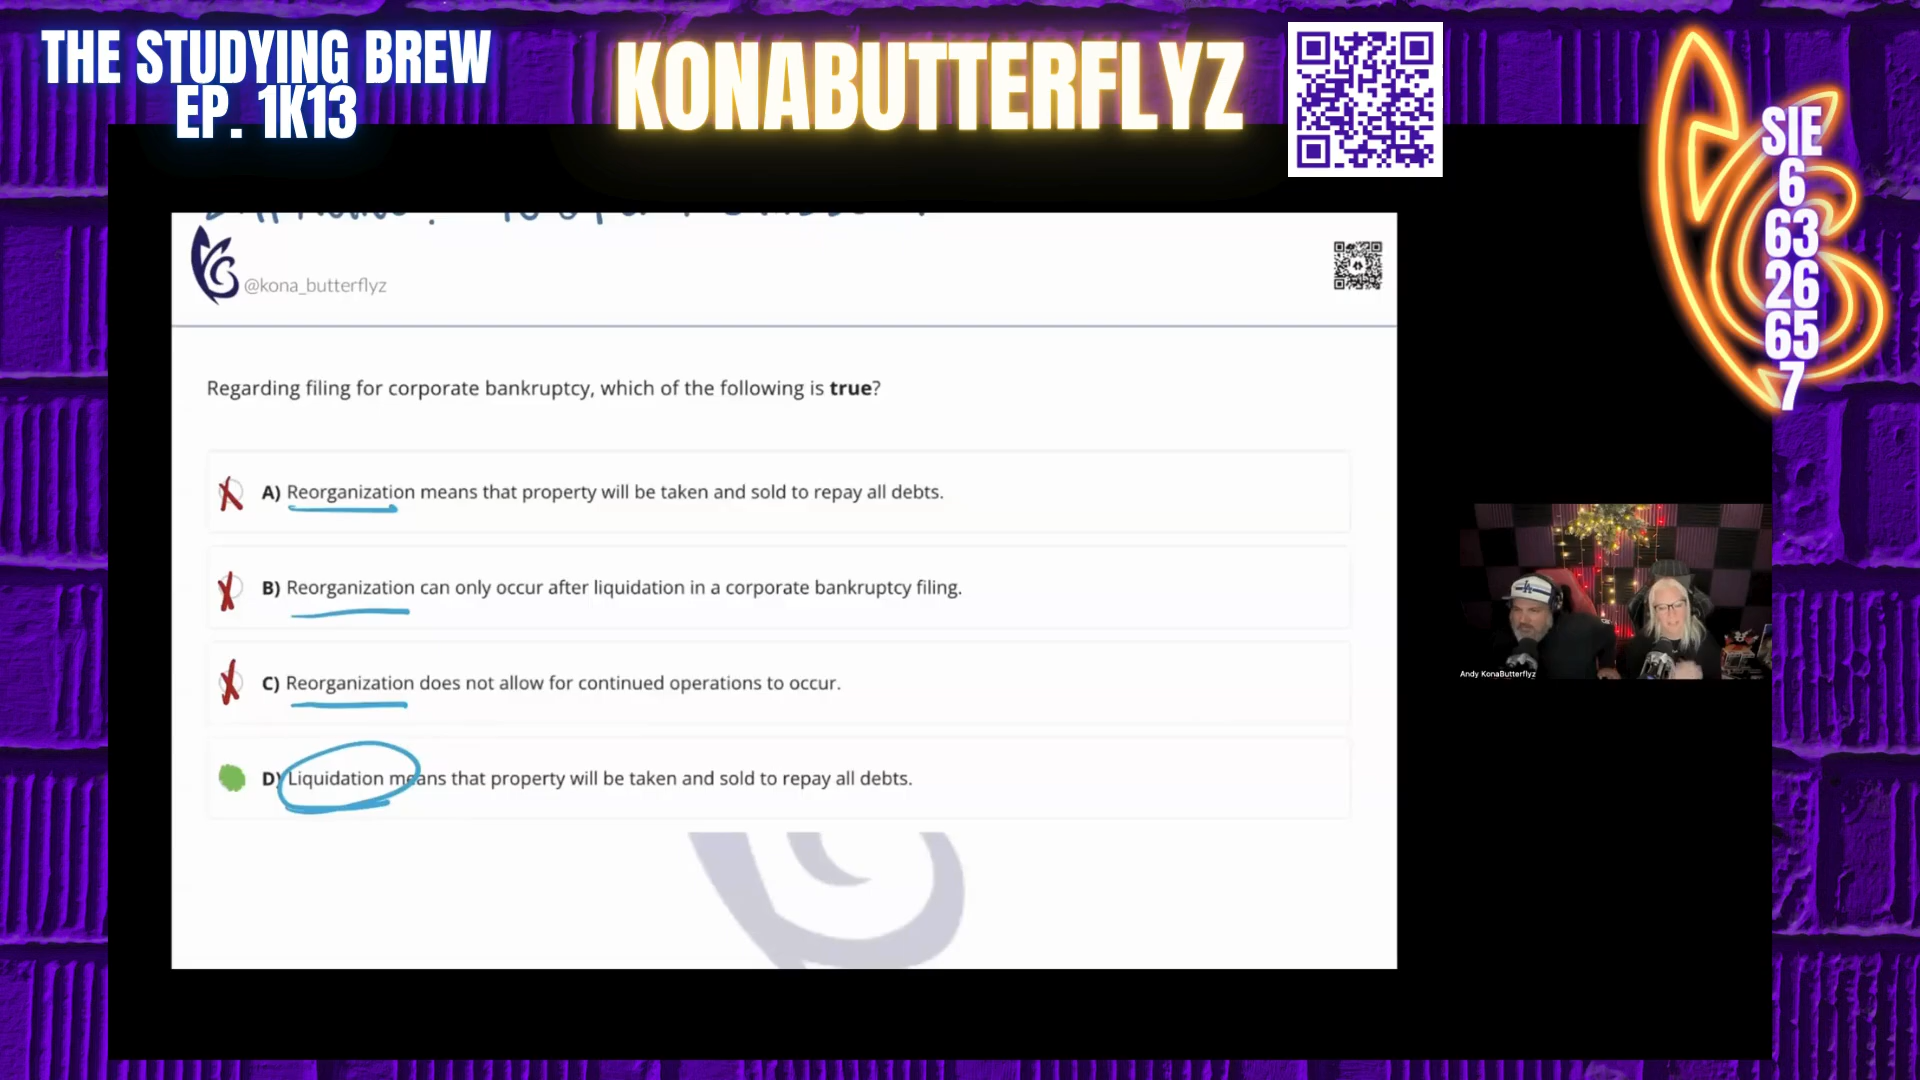 THE STUDYING BREW
EP. 1K13
KONABUTTERFLYZ
SIE
6
63
26
65
7
@kona_butterflyz
Regarding filing for corporate bankruptcy, which of the following is true?
A) Reorganization means that property will be taken and sold to repay all debts.
B) Reorganization can only occur after liquidation in a corporate bankruptcy filing.
C) Reorganization does not allow for continued operations to occur.
D) Liquidation means that property will be taken and sold to repay all debts.
Andy KonaButterflyz